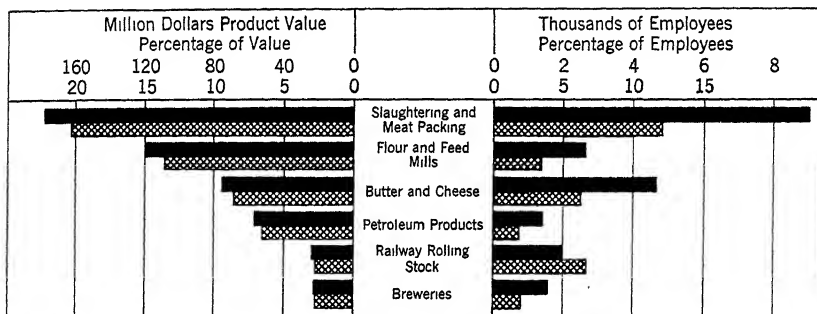 Million Dollars Product Value
Percentage of Value
160 120 80 40 0
20 15 10 5 0
Thousands of Employees
Percentage of Employees
0 2 4 6 8
0 5 10 15 8
Slaughtering and
Meat Packing
Flour and Feed
Mills
Butter and Cheese
Petroleum Products
Railway Rolling
Stock
Breweries